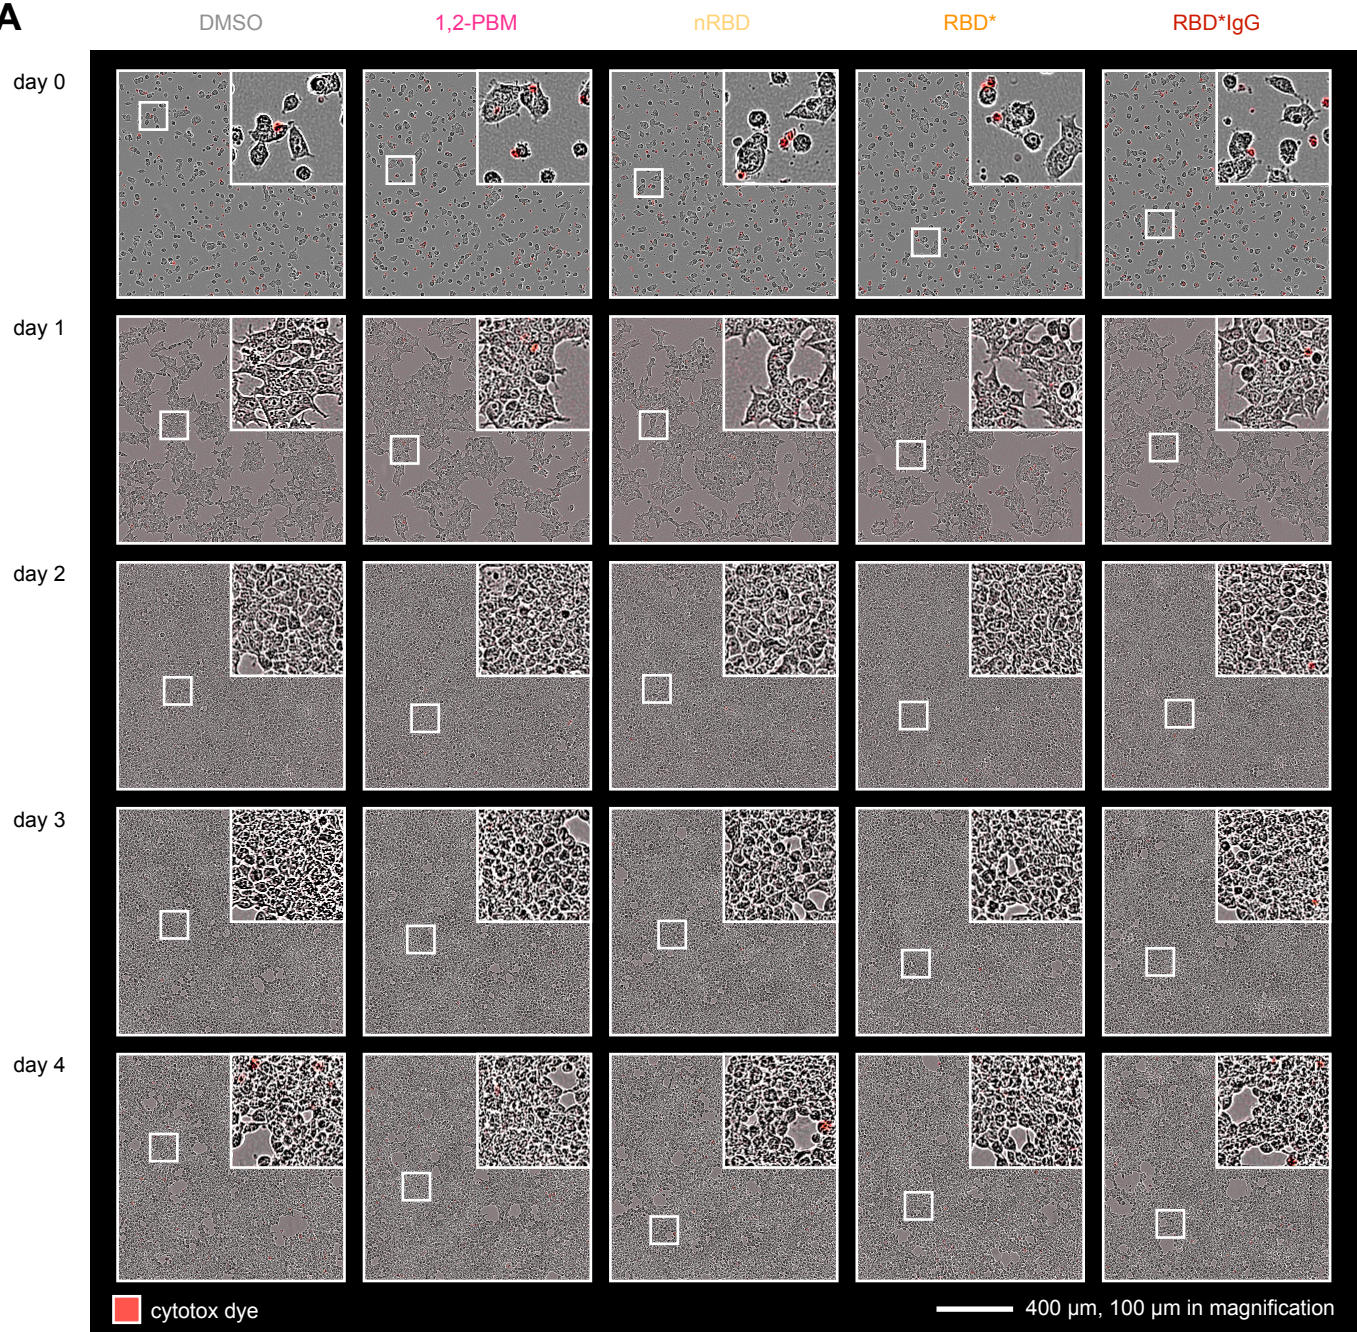 A
DMSO 1,2-PBM nRBD RBD* RBD*IgG
day 0
day 1
day 2
day 3
day 4
cytotox dye 400 µm, 100 µm in magnification